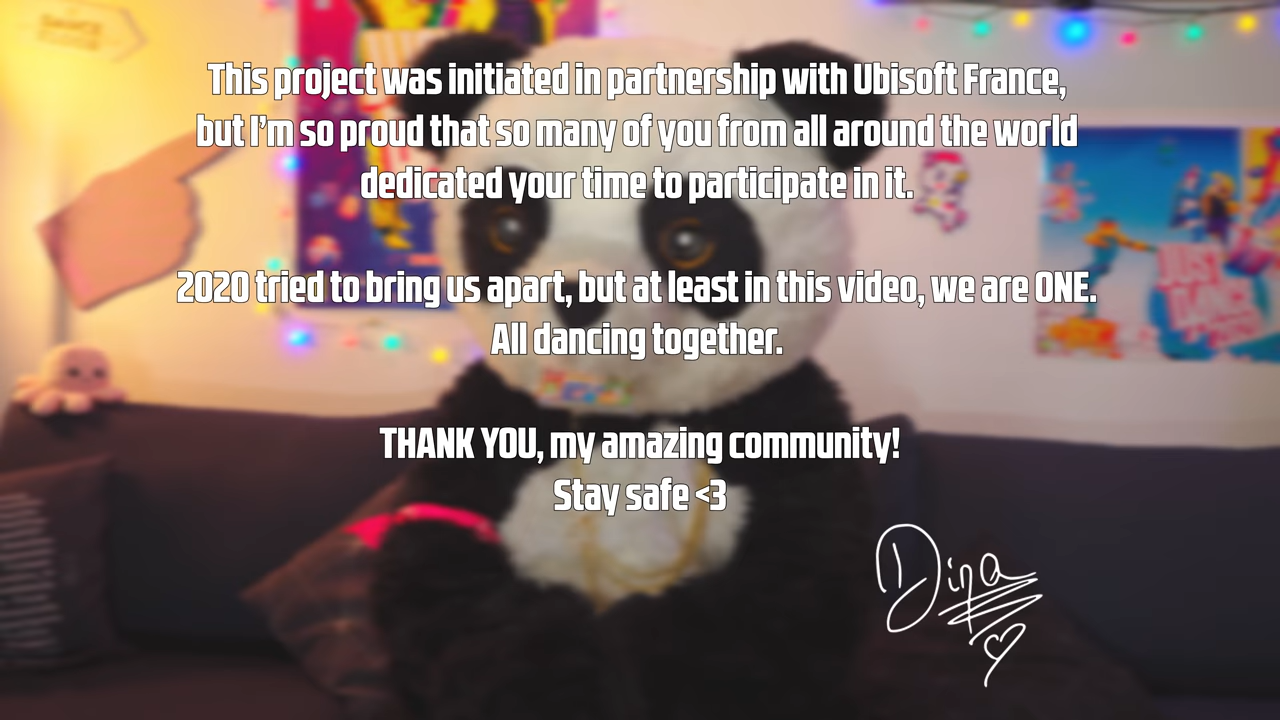 This project was initiated in partnership with Ubisoft France,
but I'm so proud that so many of you from all around the world
dedicated your time to participate in it.
2020 tried to bring us apart, but at least in this video, we are ONE.
All dancing together.
THANK YOU, my amazing community!
Stay safe <3
Dina
JUST
DANCE